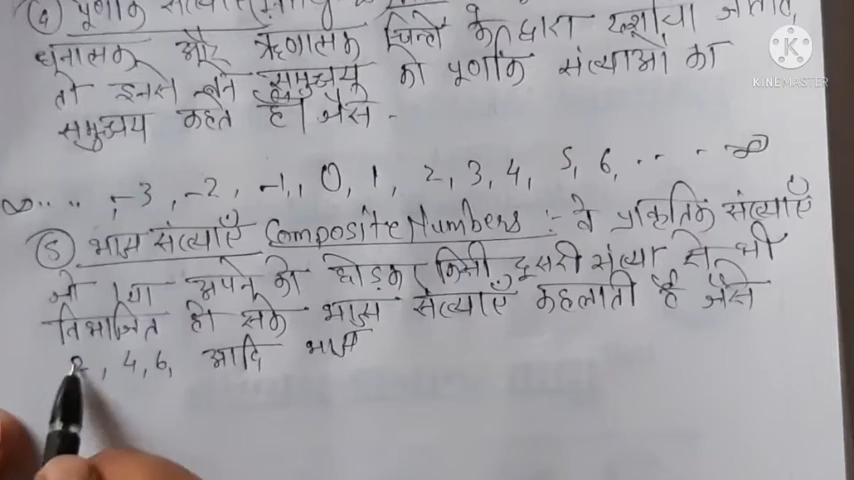 ④ पूर्णांक संख्याएँ
धनात्मक और ऋणात्मक चिन्हों के द्वारा दर्शाया जाता
तो इनसे बने समुच्चय को पूर्णांक संख्याओं का
समुच्चय कहते है। जैसे -
∞.. .., -3, -2, -1, 0, 1, 2, 3, 4, 5, 6, .. .. ∞
⑤ भाज्य संख्याएँ Composite Numbers :- वे प्रकृतिक संख्याएँ
जो 1 या अपने को छोड़कर किसी दूसरी संख्या से भी
विभाजित हो सके भाज्य संख्याएँ कहलाती है जैसे
2, 4, 6, आदि भाज्य
KINEMASTER